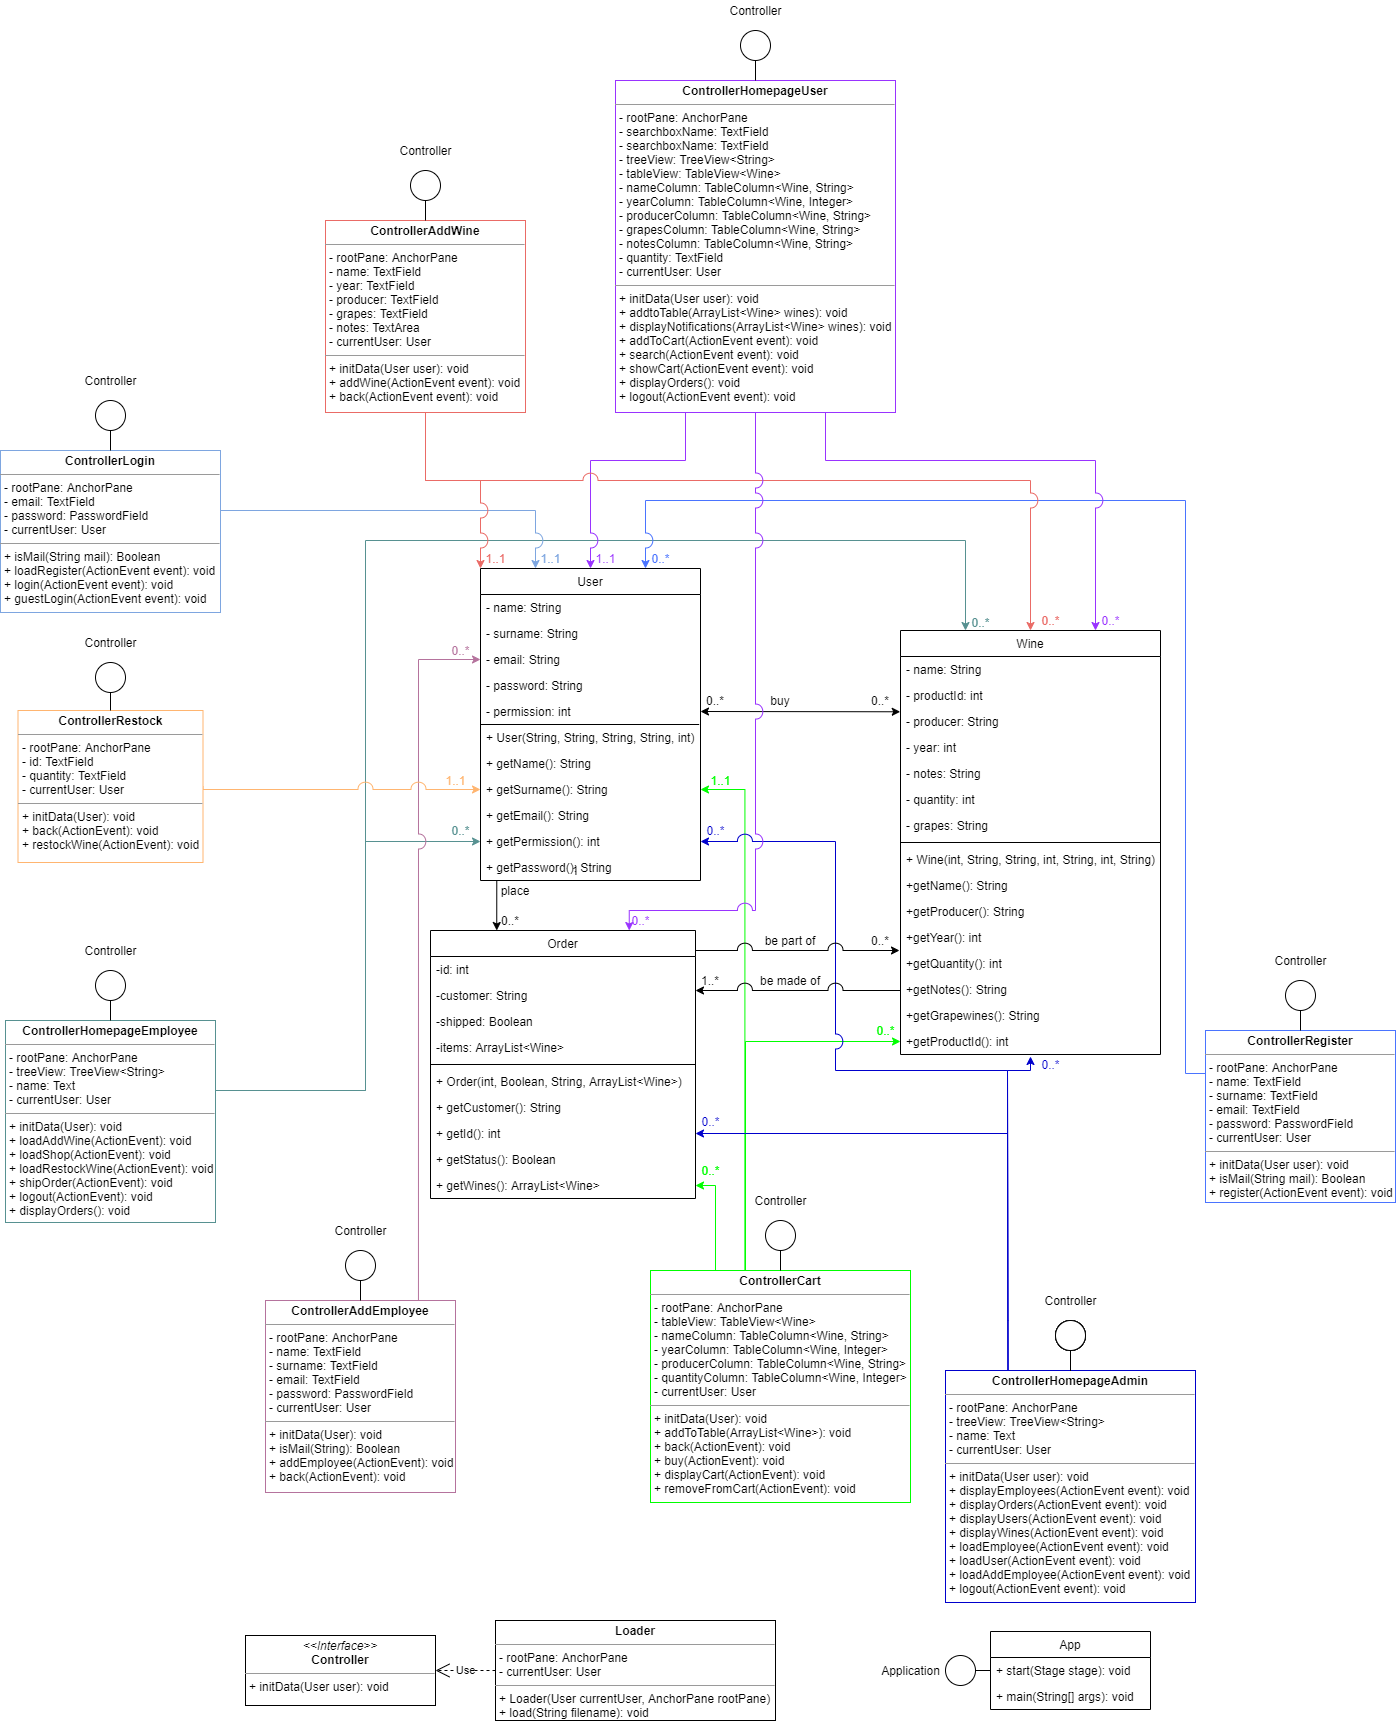 Controller
ControllerHomepageUser
- rootPane: AnchorPane
- searchboxName: TextField
- searchboxName: TextField
- treeView: TreeView<String>
- tableView: TableView<Wine>
- nameColumn: TableColumn<Wine, String>
- yearColumn: TableColumn<Wine, Integer>
- producerColumn: TableColumn<Wine, String>
- grapesColumn: TableColumn<Wine, String>
- notesColumn: TableColumn<Wine, String>
- quantity: TextField
- currentUser: User
+ initData(User user): void
+ addtoTable(ArrayList<Wine> wines): void
+ displayNotifications(ArrayList<Wine> wines): void
+ addToCart(ActionEvent event): void
+ search(ActionEvent event): void
+ showCart(ActionEvent event): void
+ displayOrders(): void
+ logout(ActionEvent event): void
Controller
ControllerAddWine
- rootPane: AnchorPane
- name: TextField
- year: TextField
- producer: TextField
- grapes: TextField
- notes: TextArea
- currentUser: User
+ initData(User user): void
+ addWine(ActionEvent event): void
+ back(ActionEvent event): void
Controller
ControllerLogin
- rootPane: AnchorPane
- email: TextField
- password: PasswordField
- currentUser: User
+ isMail(String mail): Boolean
+ loadRegister(ActionEvent event): void
+ login(ActionEvent event): void
+ guestLogin(ActionEvent event): void
1..1
1..1
1..1
0..*
User
- name: String
- surname: String
- email: String
- password: String
- permission: int
+ User(String, String, String, String, int)
+ getName(): String
+ getSurname(): String
+ getEmail(): String
+ getPermission(): int
+ getPassword(): String
1
0..*
0..*
0..*
Wine
- name: String
- productId: int
- producer: String
- year: int
- notes: String
- quantity: int
- grapes: String
+ Wine(int, String, String, int, String, int, String)
+getName(): String
+getProducer(): String
+getYear(): int
+getQuantity(): int
+getNotes(): String
+getGrapewines(): String
+getProductId(): int
0..*
0..*
buy
0..*
Controller
ControllerRestock
- rootPane: AnchorPane
- id: TextField
- quantity: TextField
- currentUser: User
+ initData(User): void
+ back(ActionEvent): void
+ restockWine(ActionEvent): void
1..1
1..1
0..*
0..*
place
0..*
0..*
Order
-id: int
-customer: String
-shipped: Boolean
-items: ArrayList<Wine>
+ Order(int, Boolean, String, ArrayList<Wine>)
+ getCustomer(): String
+ getId(): int
+ getStatus(): Boolean
+ getWines(): ArrayList<Wine>
be part of
0..*
1..*
be made of
0..*
0..*
0..*
0..*
Controller
ControllerHomepageEmployee
- rootPane: AnchorPane
- treeView: TreeView<String>
- name: Text
- currentUser: User
+ initData(User): void
+ loadAddWine(ActionEvent): void
+ loadShop(ActionEvent): void
+ loadRestockWine(ActionEvent): void
+ shipOrder(ActionEvent): void
+ logout(ActionEvent): void
+ displayOrders(): void
Controller
ControllerRegister
- rootPane: AnchorPane
- name: TextField
- surname: TextField
- email: TextField
- password: PasswordField
- currentUser: User
+ initData(User user): void
+ isMail(String mail): Boolean
+ register(ActionEvent event): void
Controller
ControllerAddEmployee
- rootPane: AnchorPane
- name: TextField
- surname: TextField
- email: TextField
- password: PasswordField
- currentUser: User
+ initData(User): void
+ isMail(String): Boolean
+ addEmployee(ActionEvent): void
+ back(ActionEvent): void
Controller
ControllerCart
- rootPane: AnchorPane
- tableView: TableView<Wine>
- nameColumn: TableColumn<Wine, String>
- yearColumn: TableColumn<Wine, Integer>
- producerColumn: TableColumn<Wine, String>
- quantityColumn: TableColumn<Wine, Integer>
- currentUser: User
+ initData(User): void
+ addToTable(ArrayList<Wine>): void
+ back(ActionEvent): void
+ buy(ActionEvent): void
+ displayCart(ActionEvent): void
+ removeFromCart(ActionEvent): void
Controller
ControllerHomepageAdmin
- rootPane: AnchorPane
- treeView: TreeView<String>
- name: Text
- currentUser: User
+ initData(User user): void
+ displayEmployees(ActionEvent event): void
+ displayOrders(ActionEvent event): void
+ displayUsers(ActionEvent event): void
+ displayWines(ActionEvent event): void
+ loadEmployee(ActionEvent event): void
+ loadUser(ActionEvent event): void
+ loadAddEmployee(ActionEvent event): void
+ logout(ActionEvent event): void
<<Interface>>
Controller
+ initData(User user): void
Use
Loader
- rootPane: AnchorPane
- currentUser: User
+ Loader(User currentUser, AnchorPane rootPane)
+ load(String filename): void
Application
App
+ start(Stage stage): void
+ main(String[] args): void